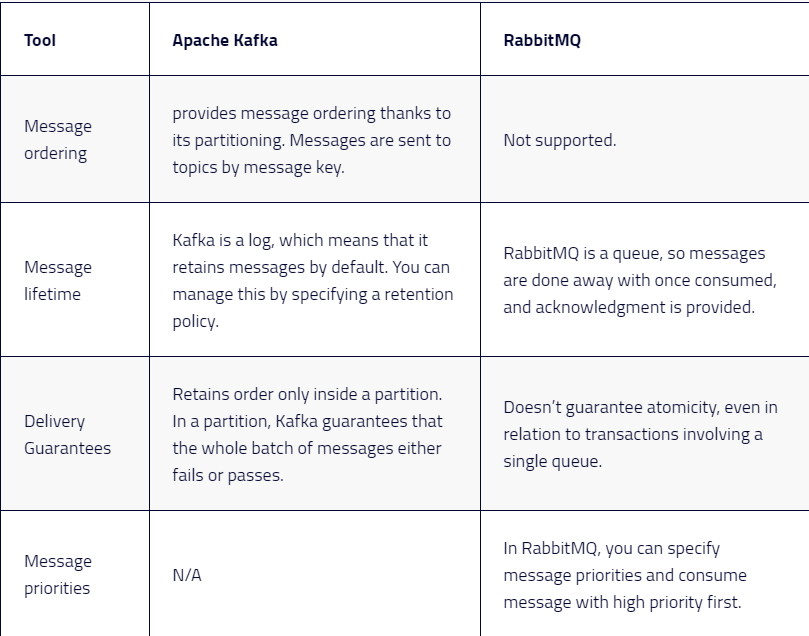 Tool
Apache Kafka
RabbitMQ
Message
ordering
provides message ordering thanks to
its partitioning. Messages are sent to
topics by message key.
Not supported.
Message
lifetime
Kafka is a log, which means that it
retains messages by default. You can
manage this by specifying a retention
policy.
RabbitMQ is a queue, so messages
are done away with once consumed,
and acknowledgment is provided.
Delivery
Guarantees
Retains order only inside a partition.
In a partition, Kafka guarantees that
the whole batch of messages either
fails or passes.
Doesn’t guarantee atomicity, even in
relation to transactions involving a
single queue.
Message
priorities
N/A
In RabbitMQ, you can specify
message priorities and consume
message with high priority first.